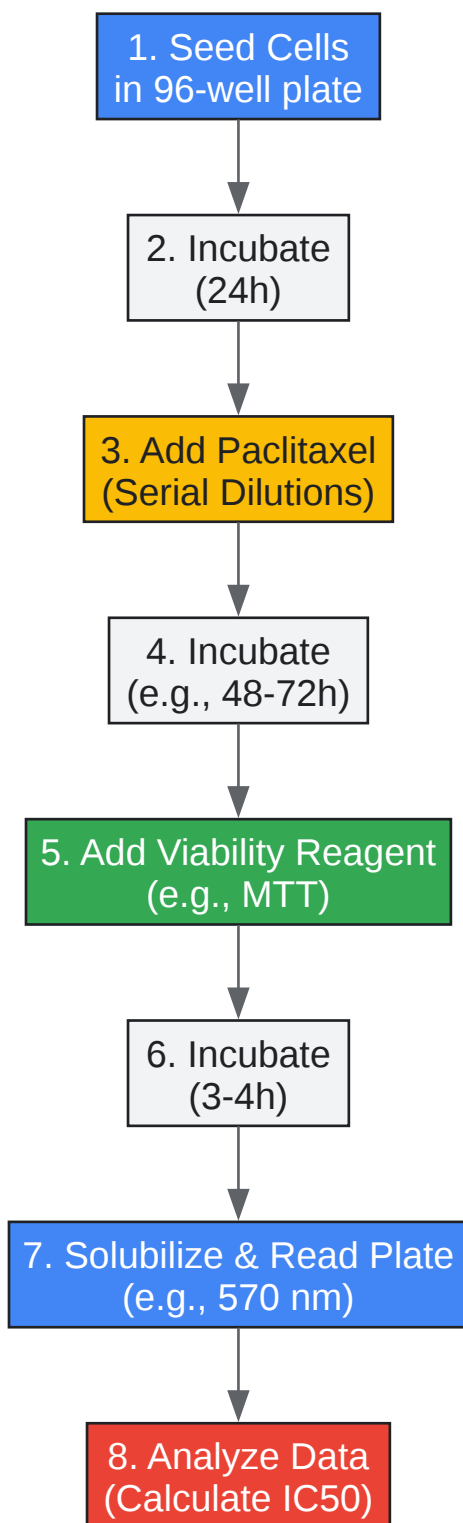 1. Seed Cells
in 96-well plate
2. Incubate
(24h)
3. Add Paclitaxel
(Serial Dilutions)
4. Incubate
(e.g., 48-72h)
5. Add Viability Reagent
(e.g., MTT)
6. Incubate
(3-4h)
7. Solubilize & Read Plate
(e.g., 570 nm)
8. Analyze Data
(Calculate IC50)